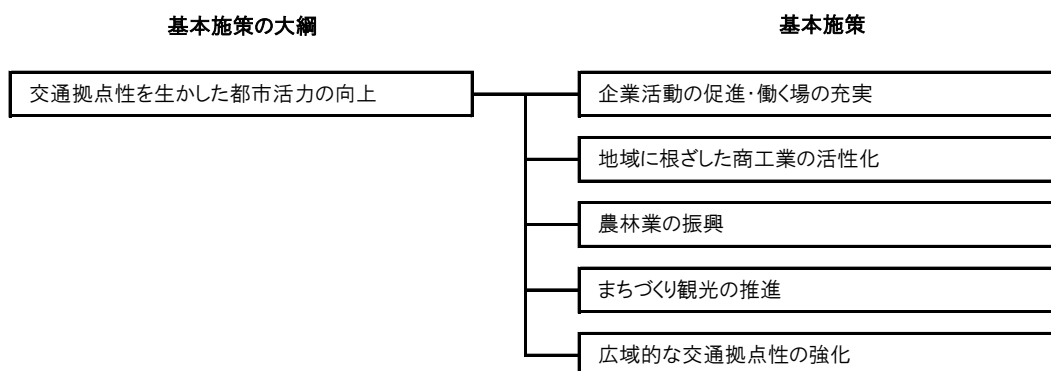 基本施策の大綱
基本施策
交通拠点性を生かした都市活力の向上
企業活動の促進・働く場の充実
地域に根ざした商工業の活性化
農林業の振興
まちづくり観光の推進
広域的な交通拠点性の強化